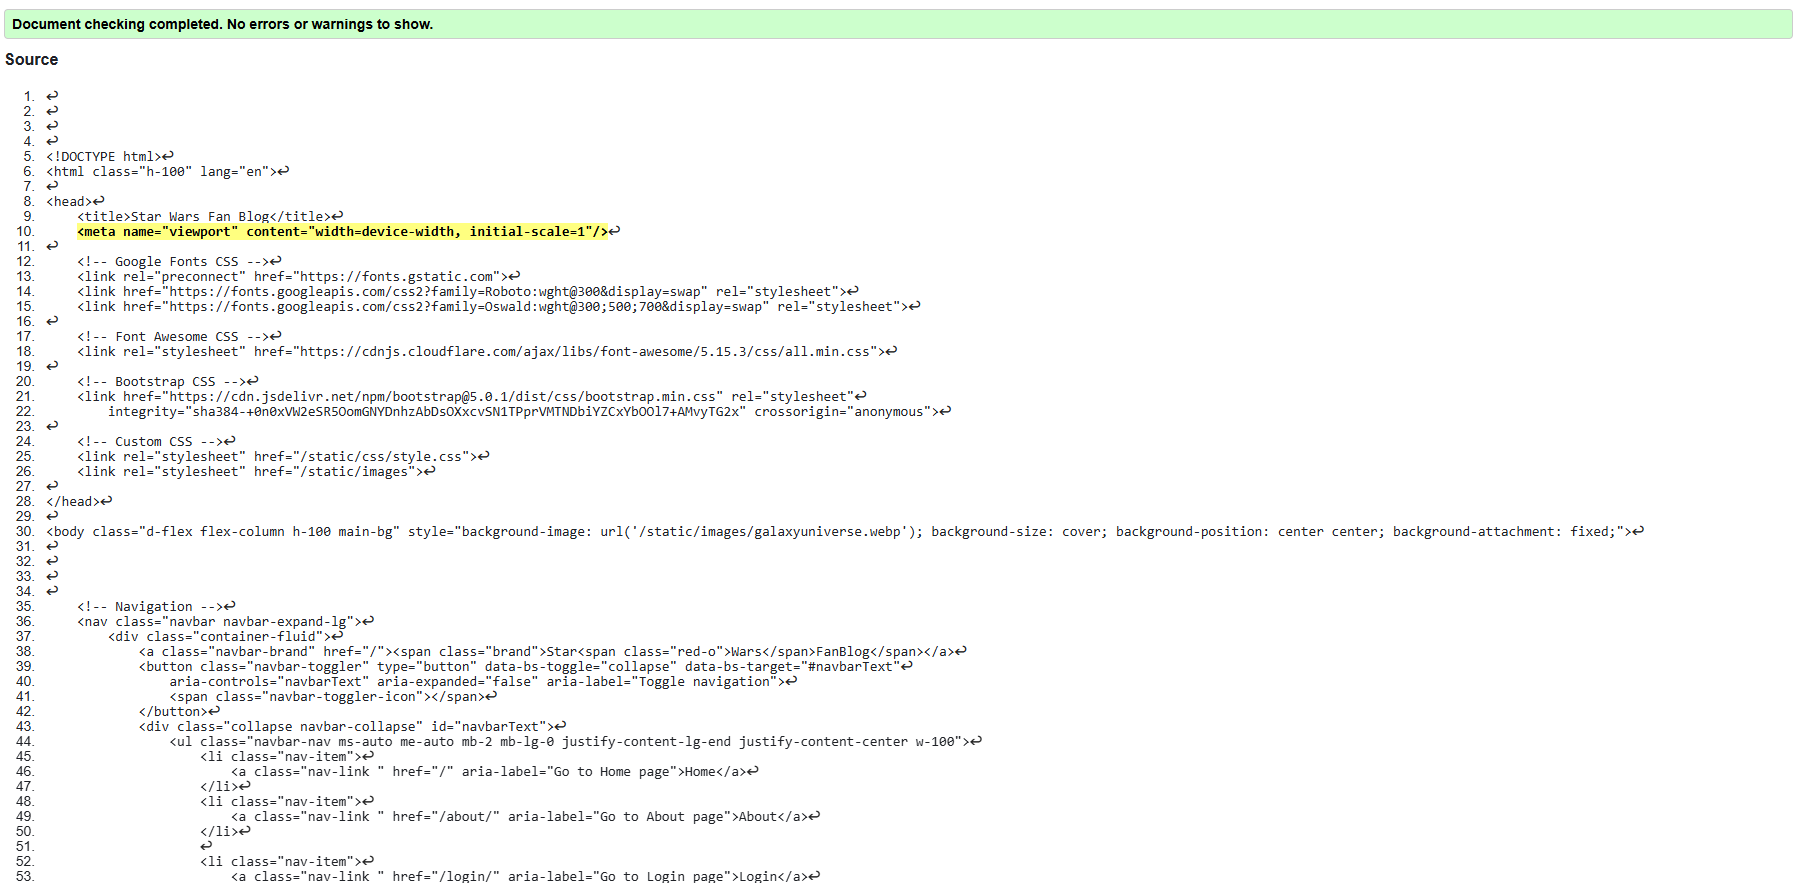 Document checking completed. No errors or warnings to show.
Source
1. ↩
2. ↩
3. ↩
4. ↩
5. <!DOCTYPE html>↩
6. <html class="h-100" lang="en">↩
7. ↩
8. <head>↩
9. <title>Star Wars Fan Blog</title>↩
10. <meta name="viewport" content="width=device-width, initial-scale=1"/>↩
11. ↩
12. <!-- Google Fonts CSS -->↩
13. <link rel="preconnect" href="https://fonts.gstatic.com">↩
14. <link href="https://fonts.googleapis.com/css2?family=Roboto:wght@300&display=swap" rel="stylesheet">↩
15. <link href="https://fonts.googleapis.com/css2?family=Oswald:wght@300;500;700&display=swap" rel="stylesheet">↩
16. ↩
17. <!-- Font Awesome CSS -->↩
18. <link rel="stylesheet" href="https://cdnjs.cloudflare.com/ajax/libs/font-awesome/5.15.3/css/all.min.css">↩
19. ↩
20. <!-- Bootstrap CSS -->↩
21. <link href="https://cdn.jsdelivr.net/npm/bootstrap@5.0.1/dist/css/bootstrap.min.css" rel="stylesheet"↩
22. integrity="sha384-+0n0xVW2eSR5OomGNYDnhzAbDsOXxcvSN1TPprVMTNDbiYZCxYbOOl7+AMvyTG2x" crossorigin="anonymous">↩
23. ↩
24. <!-- Custom CSS -->↩
25. <link rel="stylesheet" href="/static/css/style.css">↩
26. <link rel="stylesheet" href="/static/images">↩
27. ↩
28. </head>↩
29. ↩
30. <body class="d-flex flex-column h-100 main-bg" style="background-image: url('/static/images/galaxyuniverse.webp'); background-size: cover; background-position: center center; background-attachment: fixed;">↩
31. ↩
32. ↩
33. ↩
34. ↩
35. <!-- Navigation -->↩
36. <nav class="navbar navbar-expand-lg">↩
37. <div class="container-fluid">↩
38. <a class="navbar-brand" href="/"><span class="brand">Star<span class="red-o">Wars</span>FanBlog</span></a>↩
39. <button class="navbar-toggler" type="button" data-bs-toggle="collapse" data-bs-target="#navbarText"↩
40. aria-controls="navbarText" aria-expanded="false" aria-label="Toggle navigation">↩
41. <span class="navbar-toggler-icon"></span>↩
42. </button>↩
43. <div class="collapse navbar-collapse" id="navbarText">↩
44. <ul class="navbar-nav ms-auto me-auto mb-2 mb-lg-0 justify-content-lg-end justify-content-center w-100">↩
45. <li class="nav-item">↩
46. <a class="nav-link " href="/" aria-label="Go to Home page">Home</a>↩
47. </li>↩
48. <li class="nav-item">↩
49. <a class="nav-link " href="/about/" aria-label="Go to About page">About</a>↩
50. </li>↩
51. ↩
52. <li class="nav-item">↩
53. <a class="nav-link " href="/login/" aria-label="Go to Login page">Login</a>↩